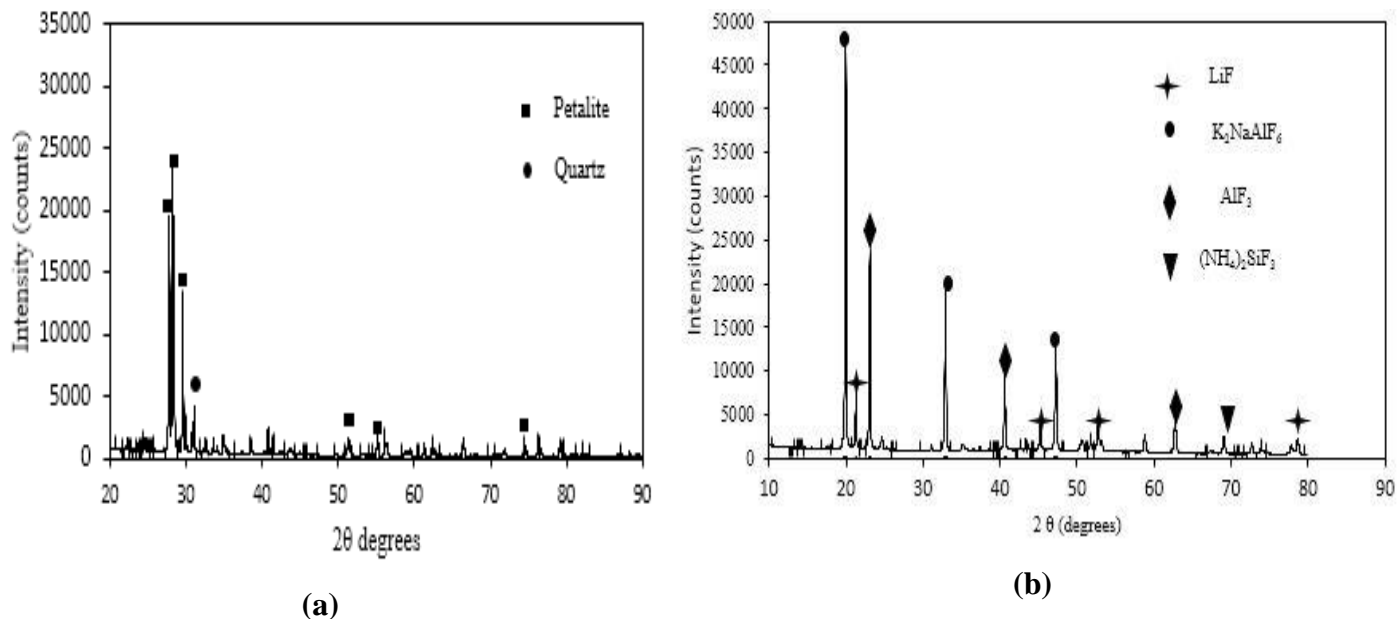 35000
30000
25000
20000
15000
10000
5000
0
Intensity (counts)
Petalite
Quartz
20 30 40 50 60 70 80 90
2θ degrees
(a)
50000
45000
40000
35000
30000
25000
20000
15000
10000
5000
0
Intensity (counts)
LiF
K₂NaAlF₆
AlF₃
(NH₄)₂SiF₃
10 20 30 40 50 60 70 80 90
2 θ (degrees)
(b)